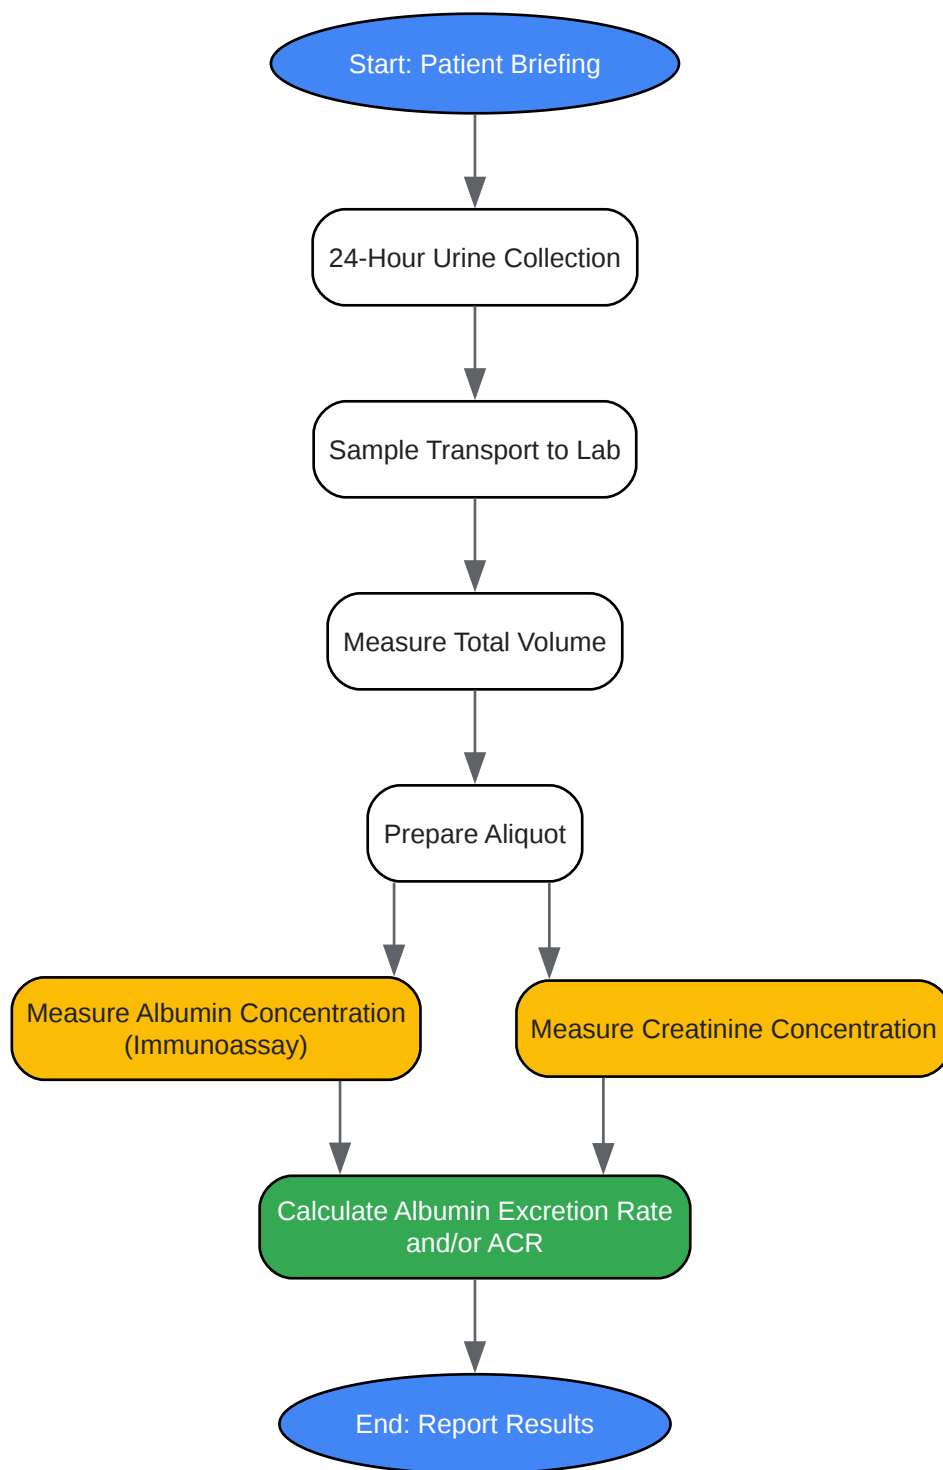 Start: Patient Briefing
24-Hour Urine Collection
Sample Transport to Lab
Measure Total Volume
Prepare Aliquot
Measure Albumin Concentration
(Immunoassay)
Measure Creatinine Concentration
Calculate Albumin Excretion Rate
and/or ACR
End: Report Results